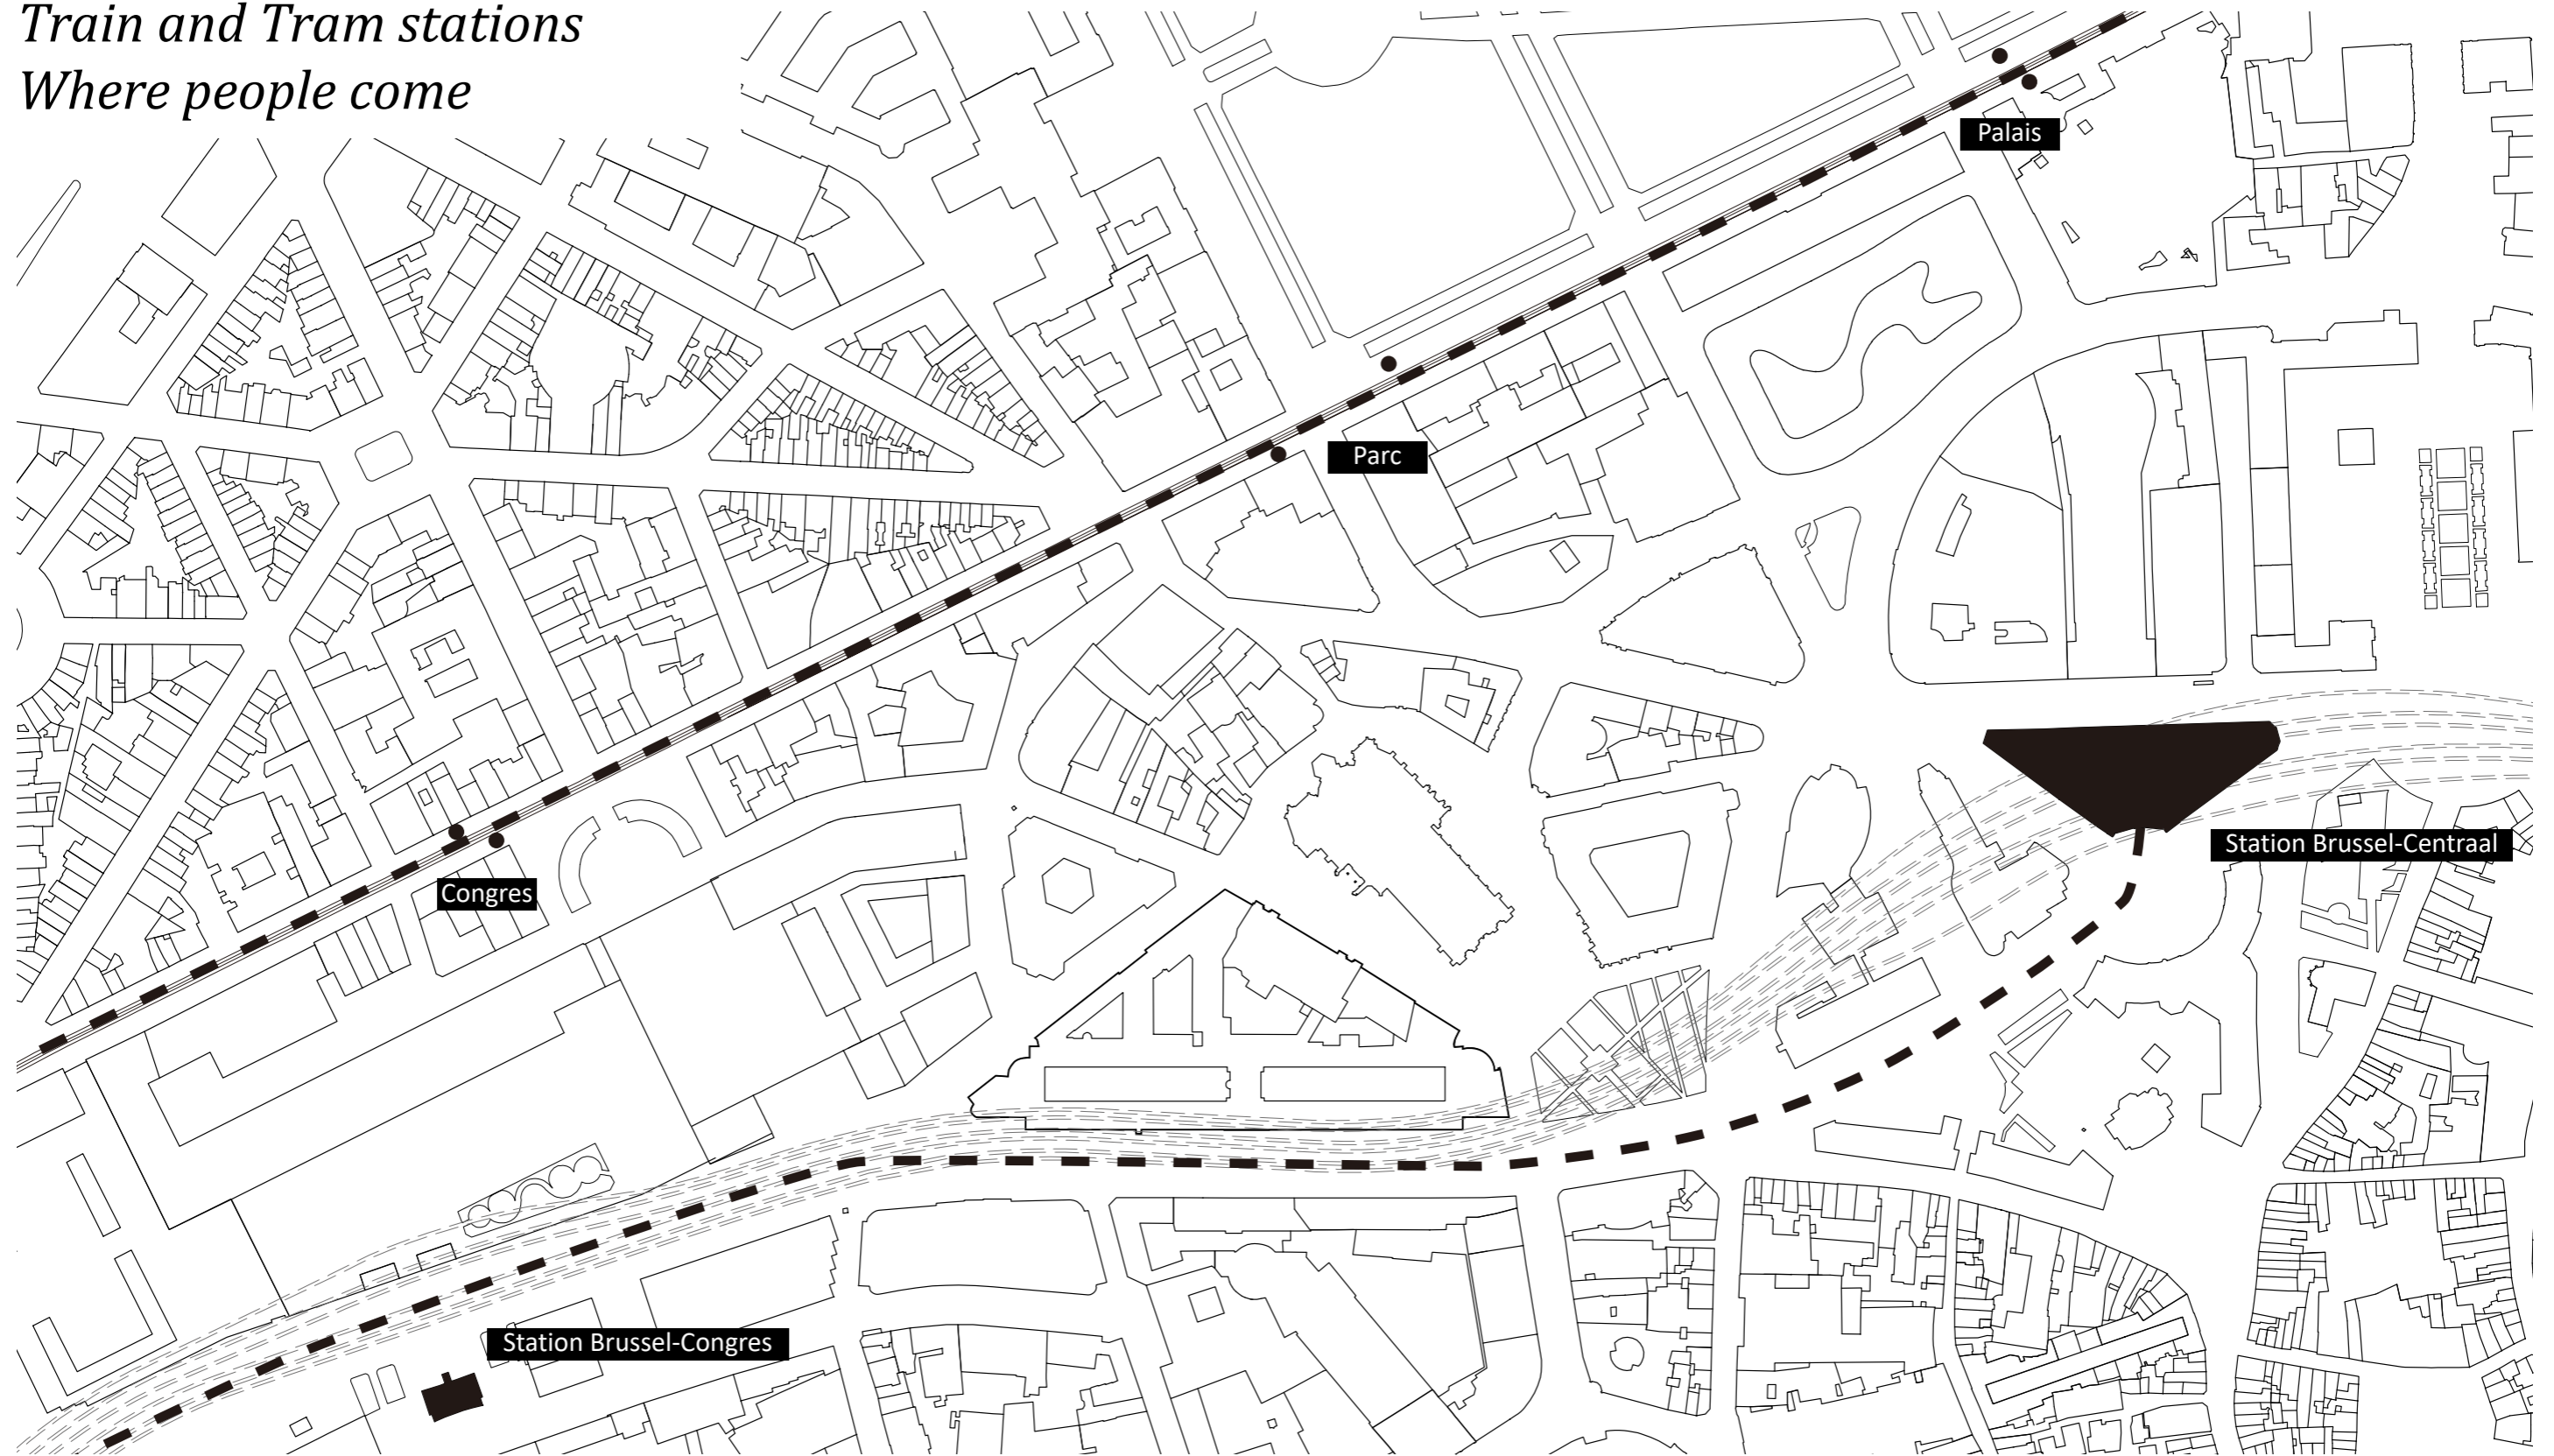 Train and Tram stations
Where people come
Palais
Parc
Station Brussel-Centraal
Congres
Station Brussel-Congres